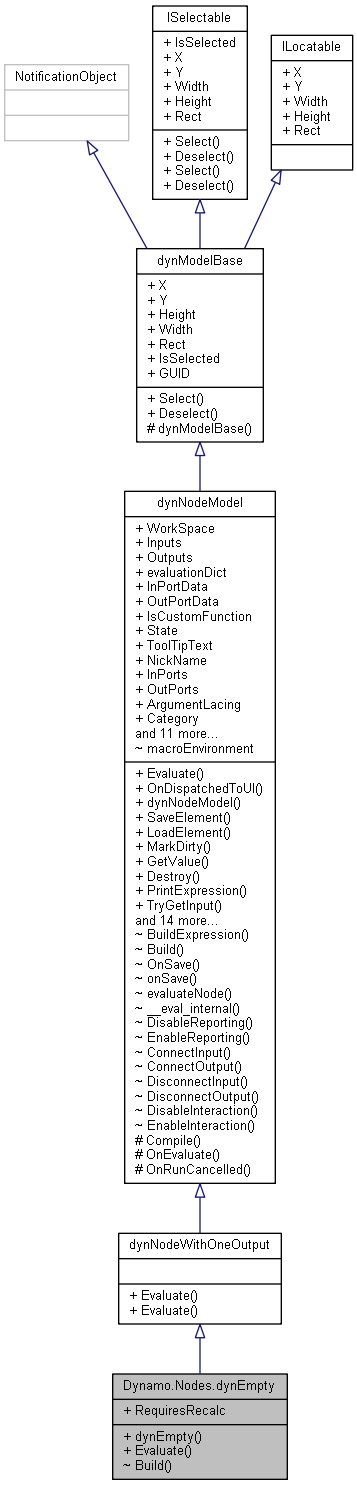 ISelectable
+ IsSelected
+ X
+ Y
+ Width
+ Height
+ Rect
+ Select()
+ Deselect()
+ Select()
+ Deselect()
ILocatable
+ X
+ Y
+ Width
+ Height
+ Rect
NotificationObject
dynModelBase
+ X
+ Y
+ Height
+ Width
+ Rect
+ IsSelected
+ GUID
+ Select()
+ Deselect()
# dynModelBase()
dynNodeModel
+ WorkSpace
+ Inputs
+ Outputs
+ evaluationDict
+ InPortData
+ OutPortData
+ IsCustomFunction
+ State
+ ToolTipText
+ NickName
+ InPorts
+ OutPorts
+ ArgumentLacing
+ Category
and 11 more...
~ macroEnvironment
+ Evaluate()
+ OnDispatchedToUI()
+ dynNodeModel()
+ SaveElement()
+ LoadElement()
+ MarkDirty()
+ GetValue()
+ Destroy()
+ PrintExpression()
+ TryGetInput()
and 14 more...
~ BuildExpression()
~ Build()
~ OnSave()
~ onSave()
~ evaluateNode()
~ __eval_internal()
~ DisableReporting()
~ EnableReporting()
~ ConnectInput()
~ ConnectOutput()
~ DisconnectInput()
~ DisconnectOutput()
~ DisableInteraction()
~ EnableInteraction()
# Compile()
# OnEvaluate()
# OnRunCancelled()
dynNodeWithOneOutput
+ Evaluate()
+ Evaluate()
Dynamo.Nodes.dynEmpty
+ RequiresRecalc
+ dynEmpty()
+ Evaluate()
~ Build()